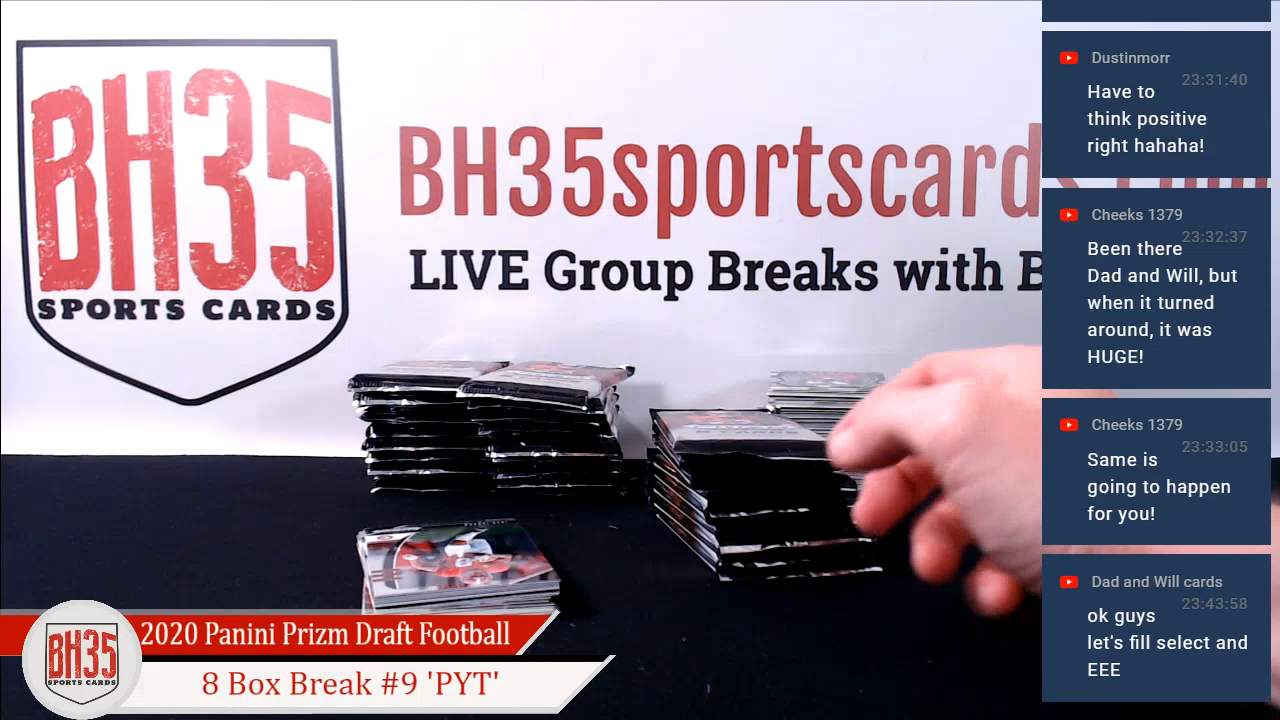 BH35
SPORTS CARDS
BH35sportscard
LIVE Group Breaks with B
Dustinmorr
23:31:40
Have to
think positive
right hahaha!
Cheeks 1379
23:32:37
Been there
Dad and Will, but
when it turned
around, it was
HUGE!
Cheeks 1379
23:33:05
Same is
going to happen
for you!
Dad and Will cards
23:43:58
ok guys
let's fill select and
EEE
BH35
SPORTS CARDS
2020 Panini Prizm Draft Football
8 Box Break #9 'PYT'